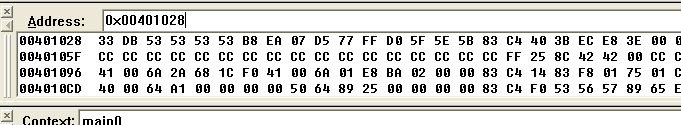 Address: 0x00401028
00401028 33 DB 53 53 53 53 B8 EA 07 D5 77 FF D0 5F 5E 5B 83 C4 40 3B EC E8 3E 00 0
0040105F CC CC CC CC CC CC CC CC CC CC CC CC CC CC CC CC CC FF 25 8C 42 42 00 CC C
00401096 41 00 6A 2A 68 1C F0 41 00 6A 01 E8 BA 02 00 00 83 C4 14 83 F8 01 75 01 C
004010CD 40 00 64 A1 00 00 00 00 50 64 89 25 00 00 00 00 83 C4 F0 53 56 57 89 65 E
Context: main()